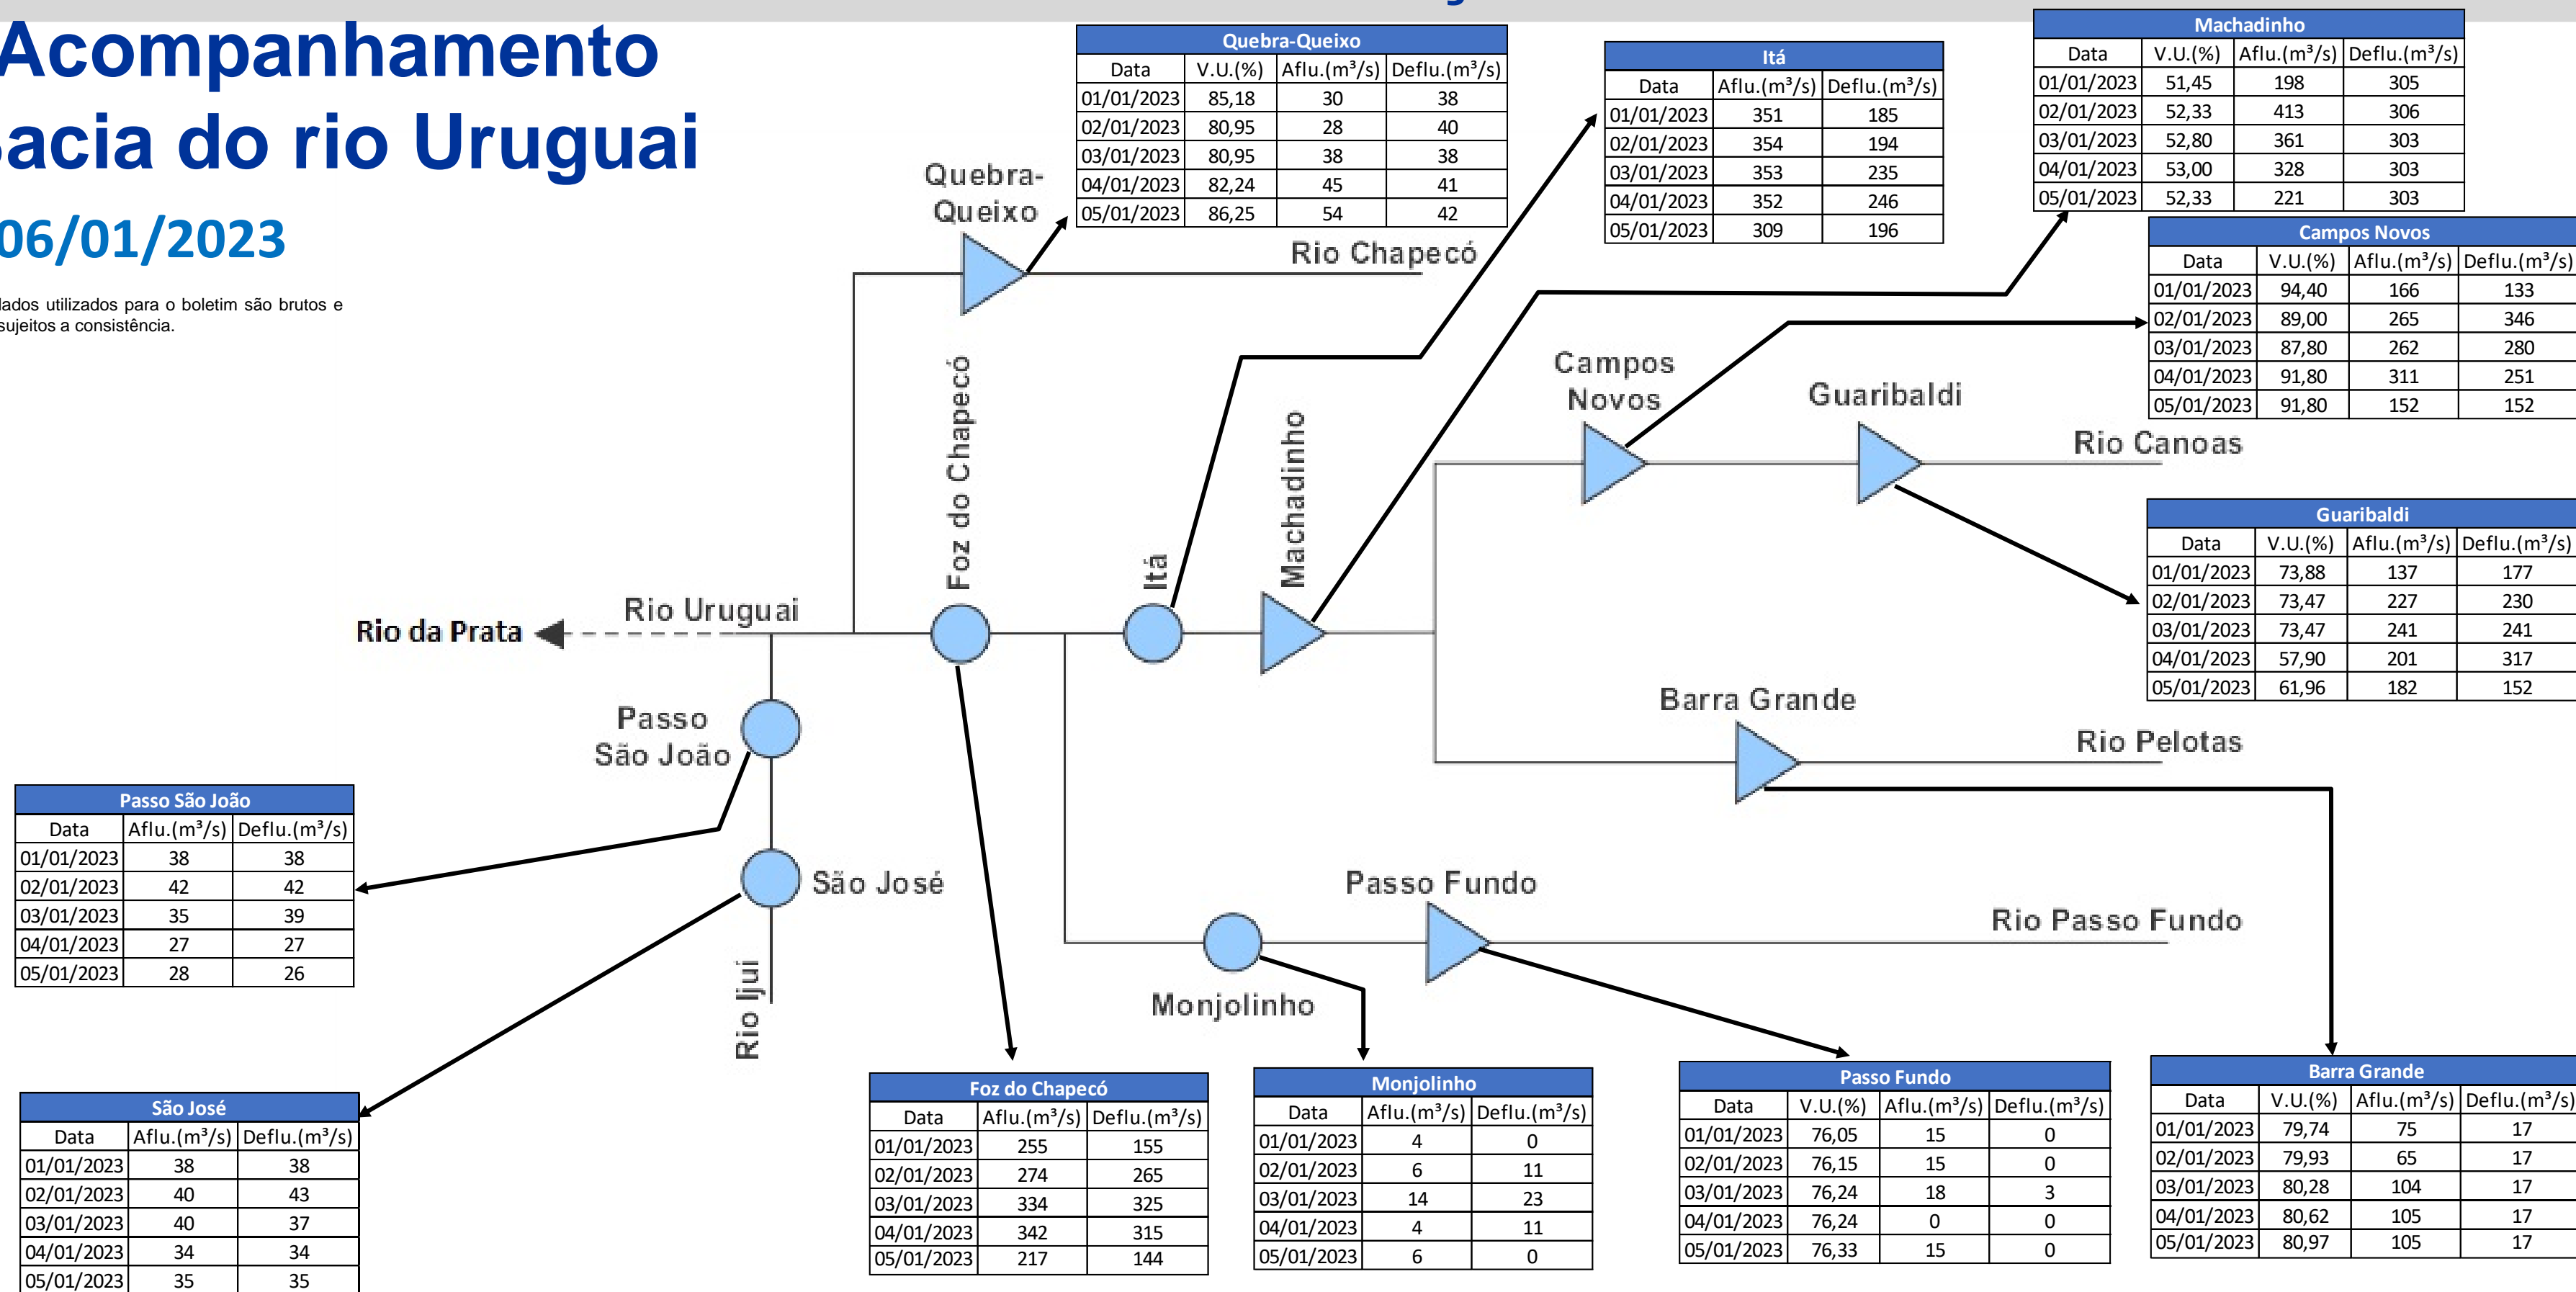 Acompanhamento
acia do rio Uruguai
06/01/2023
dados utilizados para o boletim são brutos e
sujeitos a consistência.
Quebra-Queixo
Data V.U.(%) Aflu.(m³/s) Deflu.(m³/s)
01/01/2023 85,18 30 38
02/01/2023 80,95 28 40
03/01/2023 80,95 38 38
04/01/2023 82,24 45 41
05/01/2023 86,25 54 42
Itá
Data Aflu.(m³/s) Deflu.(m³/s)
01/01/2023 351 185
02/01/2023 354 194
03/01/2023 353 235
04/01/2023 352 246
05/01/2023 309 196
Machadinho
Data V.U.(%) Aflu.(m³/s) Deflu.(m³/s)
01/01/2023 51,45 198 305
02/01/2023 52,33 413 306
03/01/2023 52,80 361 303
04/01/2023 53,00 328 303
05/01/2023 52,33 221 303
Campos Novos
Data V.U.(%) Aflu.(m³/s) Deflu.(m³/s)
01/01/2023 94,40 166 133
02/01/2023 89,00 265 346
03/01/2023 87,80 262 280
04/01/2023 91,80 311 251
05/01/2023 91,80 152 152
Quebra-
Queixo
Rio Chapecó
Foz do Chapecó
Itá
Machadinho
Campos
Novos
Guaribaldi
Rio Canoas
Guaribaldi
Data V.U.(%) Aflu.(m³/s) Deflu.(m³/s)
01/01/2023 73,88 137 177
02/01/2023 73,47 227 230
03/01/2023 73,47 241 241
04/01/2023 57,90 201 317
05/01/2023 61,96 182 152
Rio da Prata
Rio Uruguai
Passo
São João
São José
Rio Ijui
Barra Grande
Rio Pelotas
Passo Fundo
Rio Passo Fundo
Monjolinho
Passo São João
Data Aflu.(m³/s) Deflu.(m³/s)
01/01/2023 38 38
02/01/2023 42 42
03/01/2023 35 39
04/01/2023 27 27
05/01/2023 28 26
São José
Data Aflu.(m³/s) Deflu.(m³/s)
01/01/2023 38 38
02/01/2023 40 43
03/01/2023 40 37
04/01/2023 34 34
05/01/2023 35 35
Foz do Chapecó
Data Aflu.(m³/s) Deflu.(m³/s)
01/01/2023 255 155
02/01/2023 274 265
03/01/2023 334 325
04/01/2023 342 315
05/01/2023 217 144
Monjolinho
Data Aflu.(m³/s) Deflu.(m³/s)
01/01/2023 4 0
02/01/2023 6 11
03/01/2023 14 23
04/01/2023 4 11
05/01/2023 6 0
Passo Fundo
Data V.U.(%) Aflu.(m³/s) Deflu.(m³/s)
01/01/2023 76,05 15 0
02/01/2023 76,15 15 0
03/01/2023 76,24 18 3
04/01/2023 76,24 0 0
05/01/2023 76,33 15 0
Barra Grande
Data V.U.(%) Aflu.(m³/s) Deflu.(m³/s)
01/01/2023 79,74 75 17
02/01/2023 79,93 65 17
03/01/2023 80,28 104 17
04/01/2023 80,62 105 17
05/01/2023 80,97 105 17